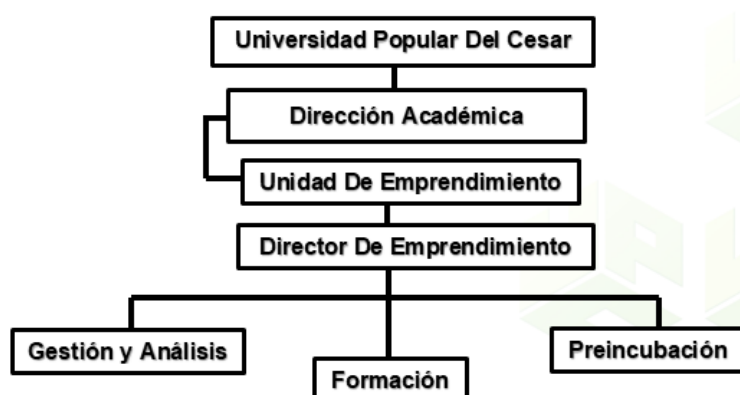 Universidad Popular Del Cesar
Dirección Académica
Unidad De Emprendimiento
Director De Emprendimiento
Gestión y Análisis
Formación
Preincubación